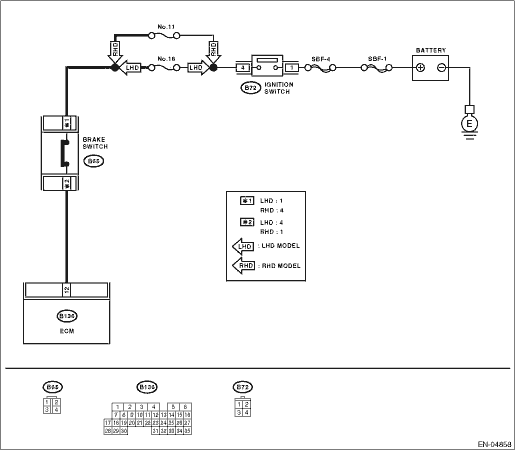 No.11
RHD
RHD
No.16
LHD
LHD
4
1
B72
IGNITION
SWITCH
SBF-4
SBF-1
BATTERY
E
*1
BRAKE
SWITCH
B65
*2
*1 LHD : 1
RHD : 4
*2 LHD : 4
RHD : 1
LHD : LHD MODEL
RHD : RHD MODEL
12
B136
ECM
B65
1 2
3 4
B136
1 2 3 4 5 6
7 8 9 10 11 12 13 14 15 16
17 18 19 20 21 22 23 24 25 26 27
28 29 30 31 32 33 34 35
B72
1 2
3 4
EN-04858